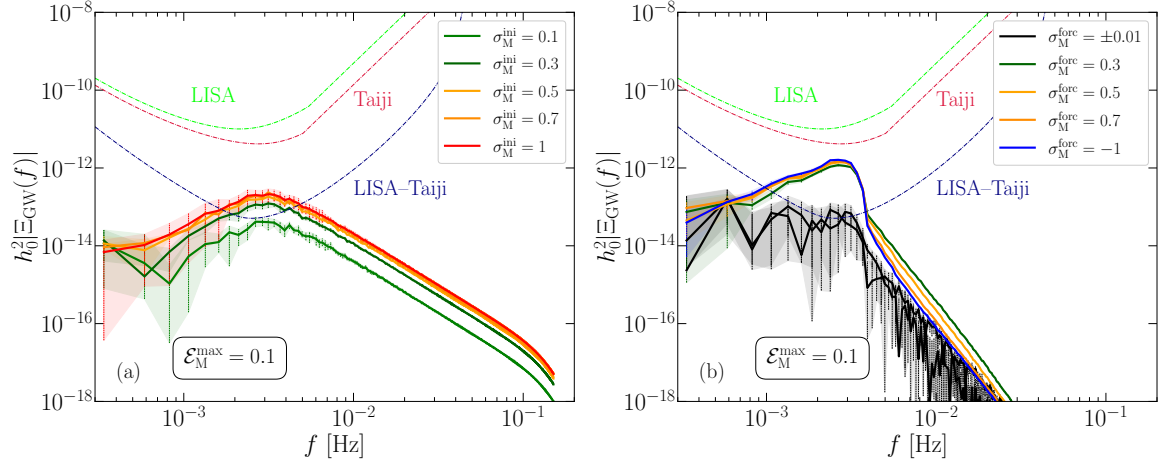 10⁻⁸
10⁻¹⁰
10⁻¹²
10⁻¹⁴
10⁻¹⁶
10⁻¹⁸
h₀²|Ξ_GW(f)|
LISA
Taiji
LISA–Taiji
σ_M^ini = 0.1
σ_M^ini = 0.3
σ_M^ini = 0.5
σ_M^ini = 0.7
σ_M^ini = 1
(a)
ℰ_M^max = 0.1
10⁻³
10⁻²
10⁻¹
f [Hz]
10⁻⁸
10⁻¹⁰
10⁻¹²
10⁻¹⁴
10⁻¹⁶
10⁻¹⁸
h₀²|Ξ_GW(f)|
LISA
Taiji
LISA–Taiji
σ_M^forc = ±0.01
σ_M^forc = 0.3
σ_M^forc = 0.5
σ_M^forc = 0.7
σ_M^forc = −1
(b)
ℰ_M^max = 0.1
10⁻³
10⁻²
10⁻¹
f [Hz]